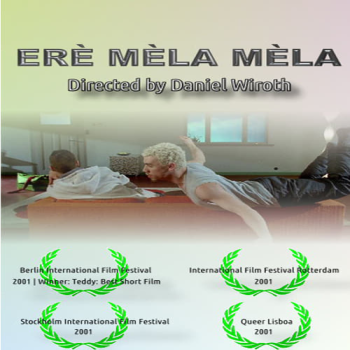 ERÈ MÈLA MÈLA
Directed by Daniel Wiroth
Berlin International Film Festival
2001 | Winner: Teddy: Best Short Film
International Film Festival Rotterdam
2001
Stockholm International Film Festival
2001
Queer Lisboa
2001